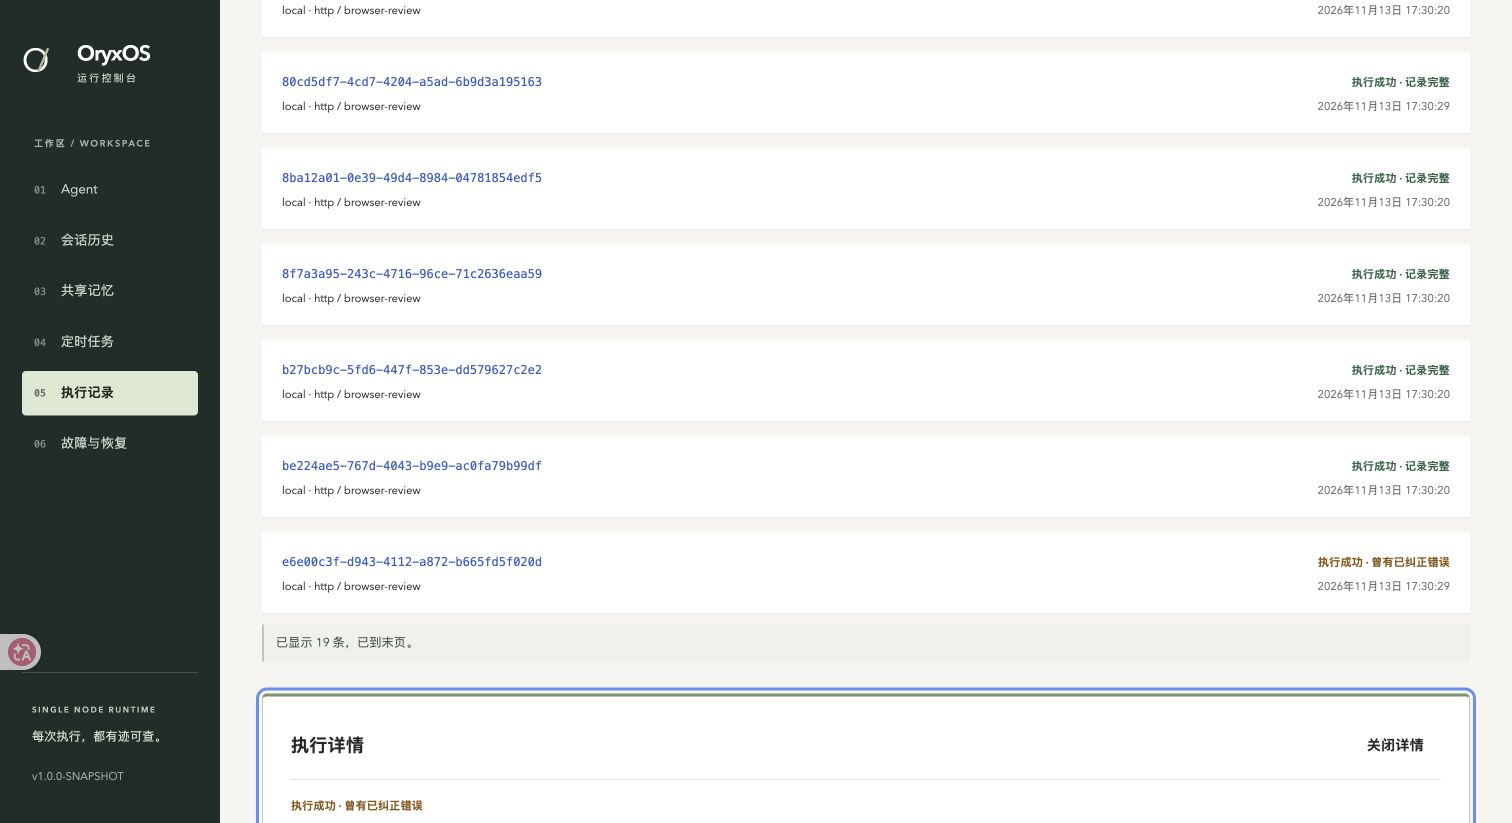 OryxOS
运行控制台
工作区 / WORKSPACE
01 Agent
02 会话历史
03 共享记忆
04 定时任务
05 执行记录
06 故障与恢复
SINGLE NODE RUNTIME
每次执行，都有迹可查。
v1.0.0-SNAPSHOT
local · http / browser-review
2026年11月13日 17:30:20
80cd5df7-4cd7-4204-a5ad-6b9d3a195163
执行成功 · 记录完整
local · http / browser-review
2026年11月13日 17:30:29
8ba12a01-0e39-49d4-8984-04781854edf5
执行成功 · 记录完整
local · http / browser-review
2026年11月13日 17:30:20
8f7a3a95-243c-4716-96ce-71c2636eaa59
执行成功 · 记录完整
local · http / browser-review
2026年11月13日 17:30:20
b27bcb9c-5fd6-447f-853e-dd579627c2e2
执行成功 · 记录完整
local · http / browser-review
2026年11月13日 17:30:20
be224ae5-767d-4043-b9e9-ac0fa79b99df
执行成功 · 记录完整
local · http / browser-review
2026年11月13日 17:30:20
e6e00c3f-d943-4112-a872-b665fd5f020d
执行成功 · 曾有已纠正错误
local · http / browser-review
2026年11月13日 17:30:29
已显示 19 条，已到末页。
执行详情
关闭详情
执行成功 · 曾有已纠正错误